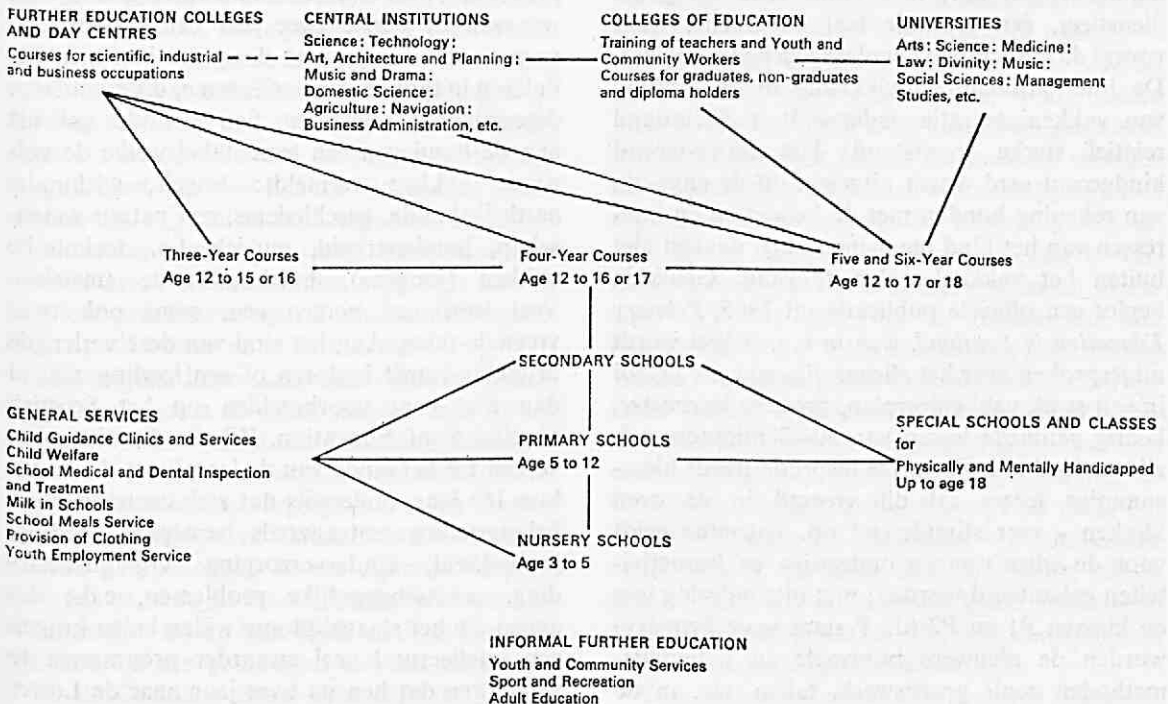 FURTHER EDUCATION COLLEGES
AND DAY CENTRES
Courses for scientific, industrial
and business occupations
CENTRAL INSTITUTIONS
Science: Technology:
Art, Architecture and Planning:
Music and Drama:
Domestic Science:
Agriculture: Navigation:
Business Administration, etc.
COLLEGES OF EDUCATION
Training of teachers and Youth and
Community Workers
Courses for graduates, non-graduates
and diploma holders
UNIVERSITIES
Arts: Science: Medicine:
Law: Divinity: Music:
Social Sciences: Management
Studies, etc.
Three-Year Courses
Age 12 to 15 or 16
Four-Year Courses
Age 12 to 16 or 17
Five and Six-Year Courses
Age 12 to 17 or 18
SECONDARY SCHOOLS
GENERAL SERVICES
Child Guidance Clinics and Services
Child Welfare
School Medical and Dental Inspection
and Treatment
Milk in Schools
School Meals Service
Provision of Clothing
Youth Employment Service
PRIMARY SCHOOLS
Age 5 to 12
SPECIAL SCHOOLS AND CLASSES
for
Physically and Mentally Handicapped
Up to age 18
NURSERY SCHOOLS
Age 3 to 5
INFORMAL FURTHER EDUCATION
Youth and Community Services
Sport and Recreation
Adult Education